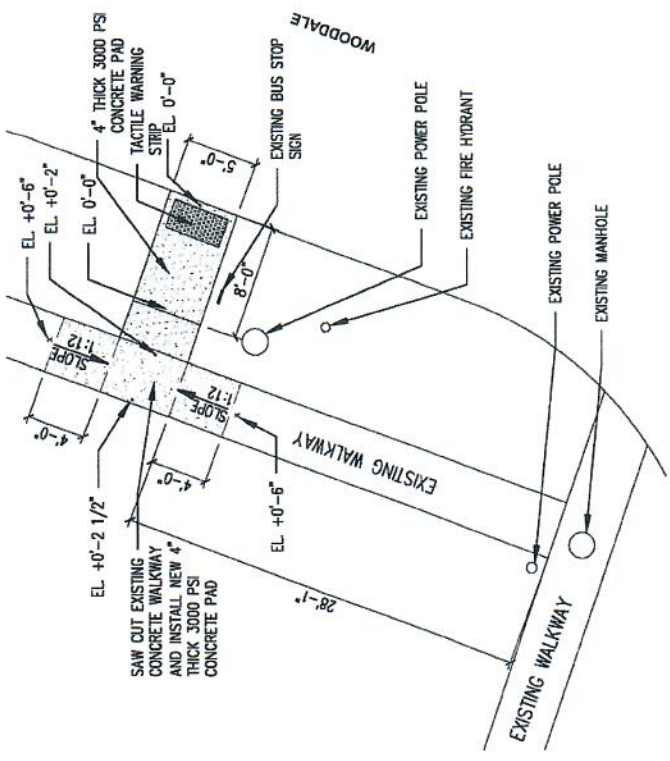 EL. +0'-6"
EL. +0'-2"
EL. 0'-0"
4" THICK 3000 PSI
CONCRETE PAD
TACTILE WARNING
STRIP
EL. 0'-0"
5'-0"
WOODDALE
EXISTING BUS STOP
SIGN
8'-0"
EXISTING POWER POLE
EXISTING FIRE HYDRANT
EXISTING POWER POLE
EXISTING MANHOLE
SLOPE
1:12
4'-0"
EL. +0'-2 1/2"
SLOPE
1:12
4'-0"
EL. +0'-6"
SAW CUT EXISTING
CONCRETE WALKWAY
AND INSTALL NEW 4"
THICK 3000 PSI
CONCRETE PAD
28'-1"
EXISTING WALKWAY
EXISTING WALKWAY